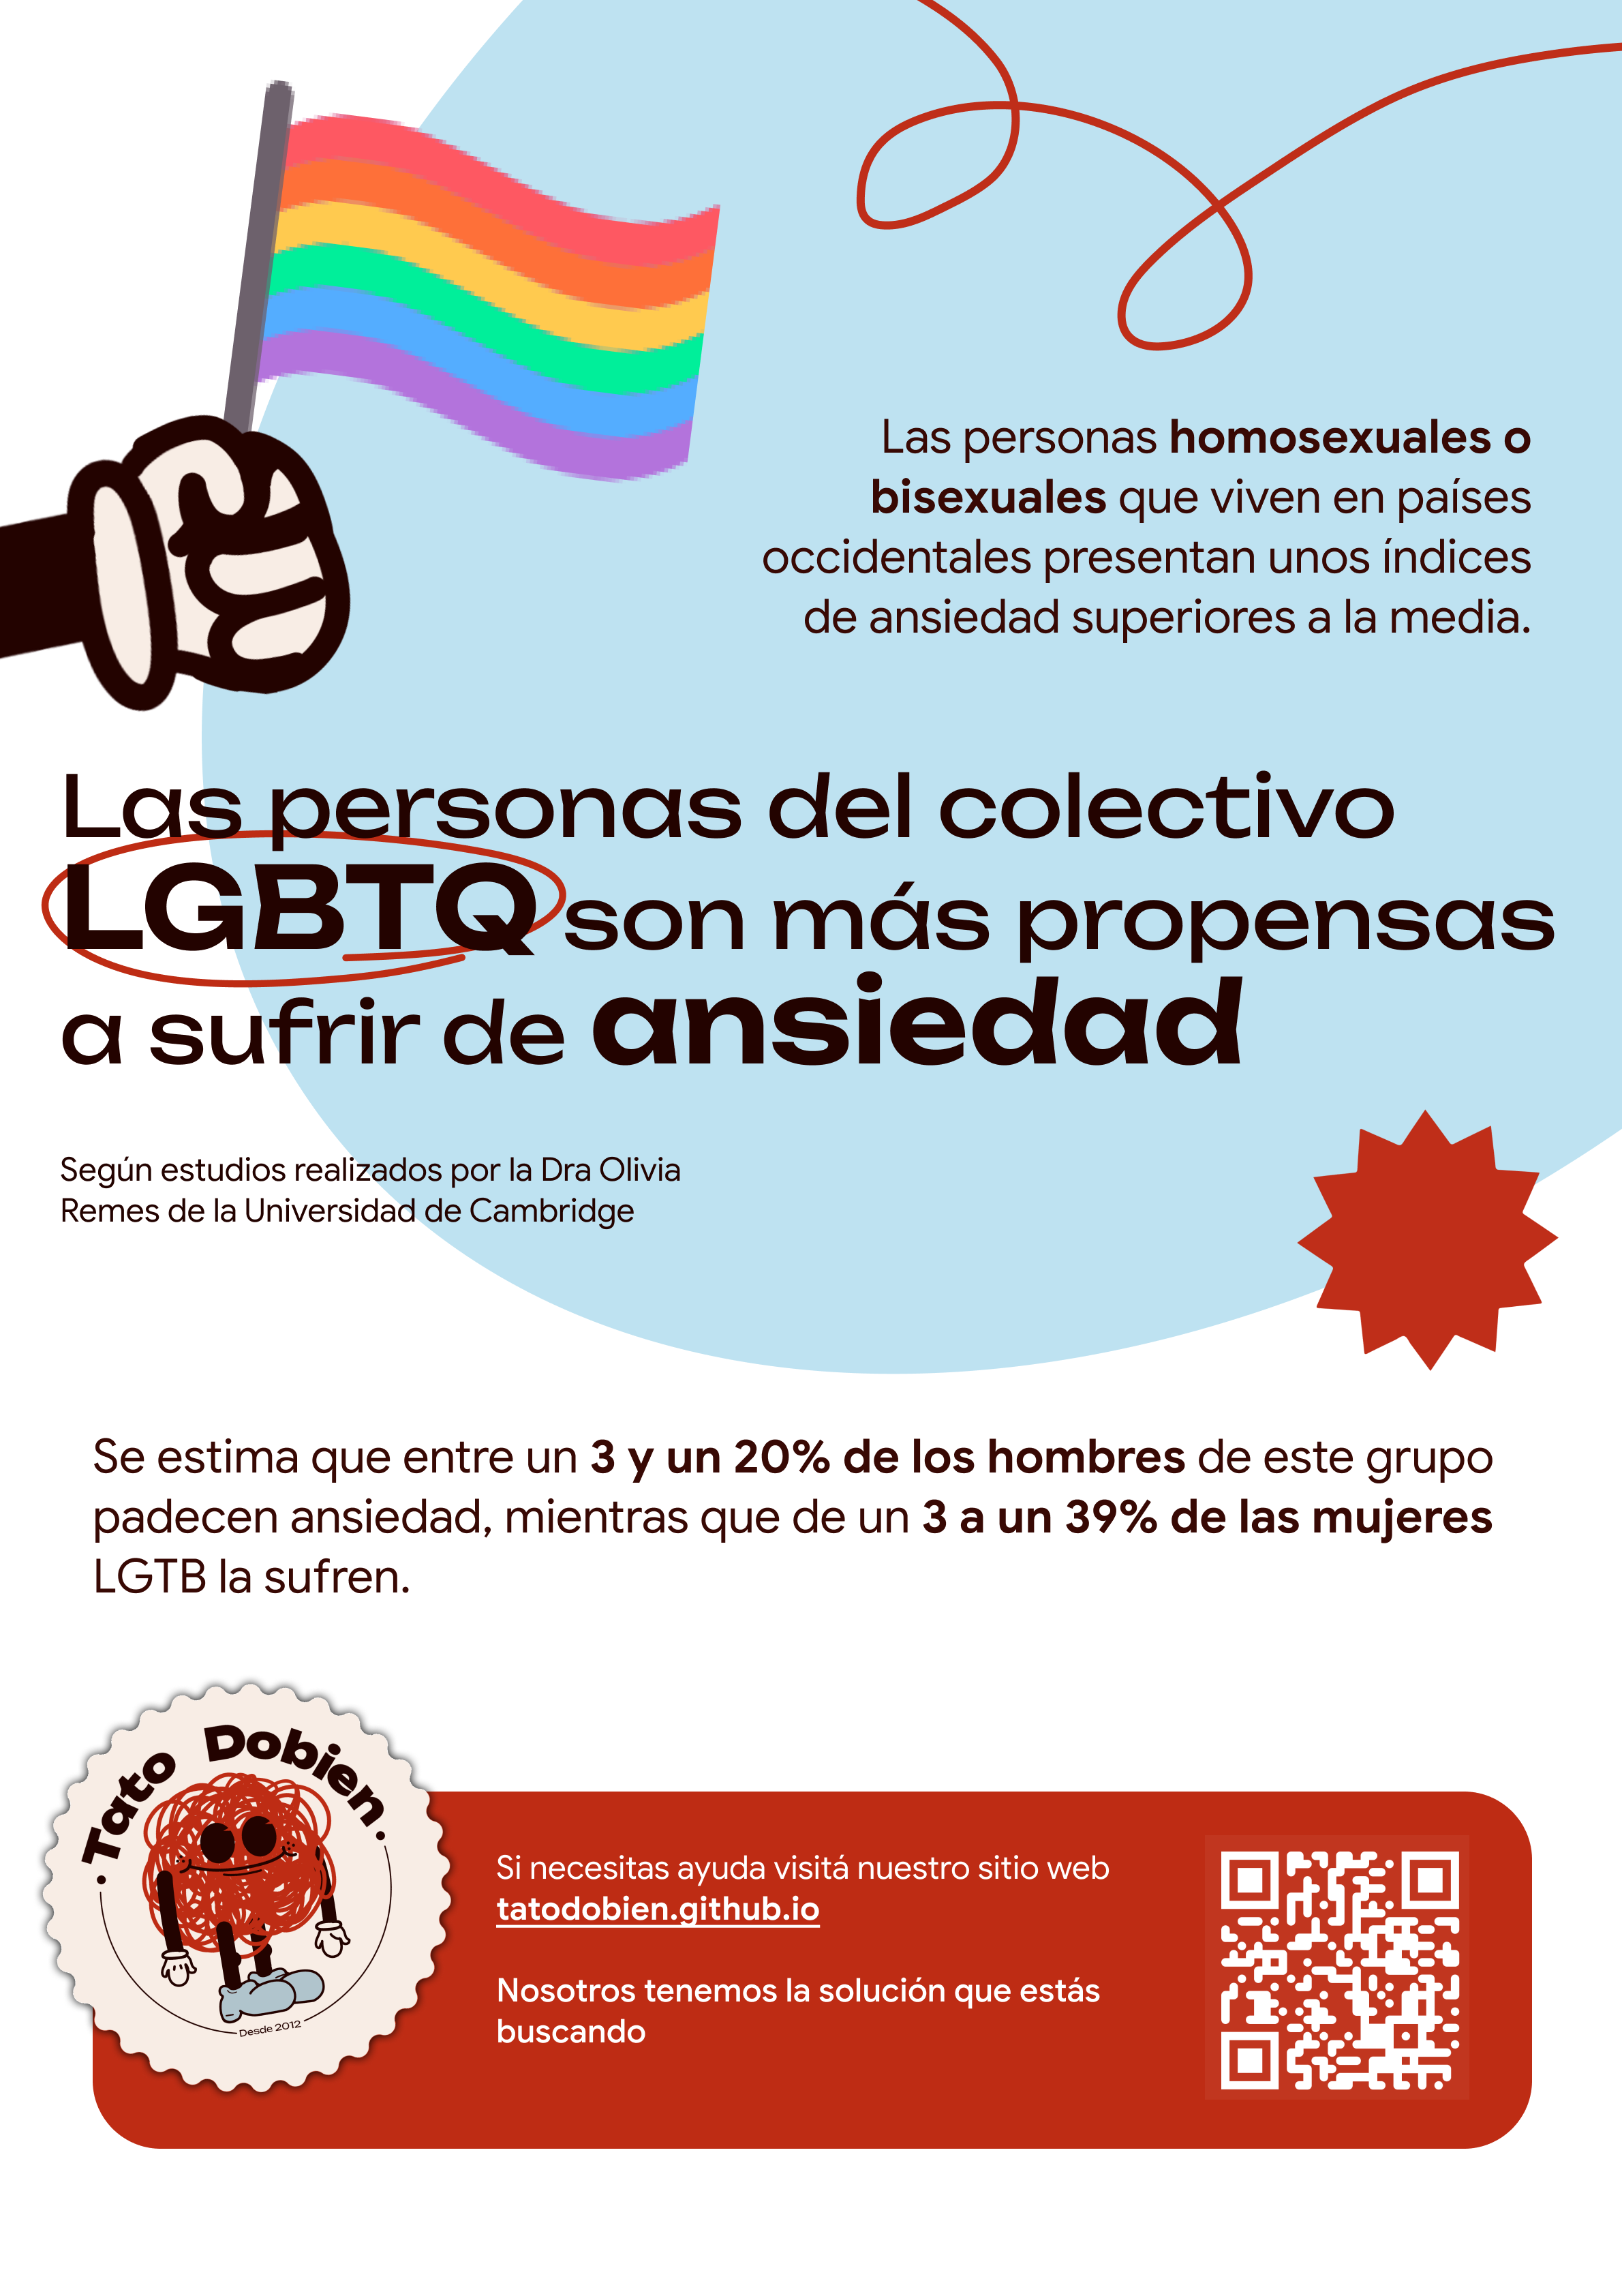 Las personas homosexuales o
bisexuales que viven en países
occidentales presentan unos índices
de ansiedad superiores a la media.
Las personas del colectivo
LGBTQ son más propensas
a sufrir de ansiedad
Según estudios realizados por la Dra Olivia
Remes de la Universidad de Cambridge
Se estima que entre un 3 y un 20% de los hombres de este grupo
padecen ansiedad, mientras que de un 3 a un 39% de las mujeres
LGTB la sufren.
· Tato Dobien ·
Desde 2012
Si necesitas ayuda visitá nuestro sitio web
tatodobien.github.io
Nosotros tenemos la solución que estás
buscando